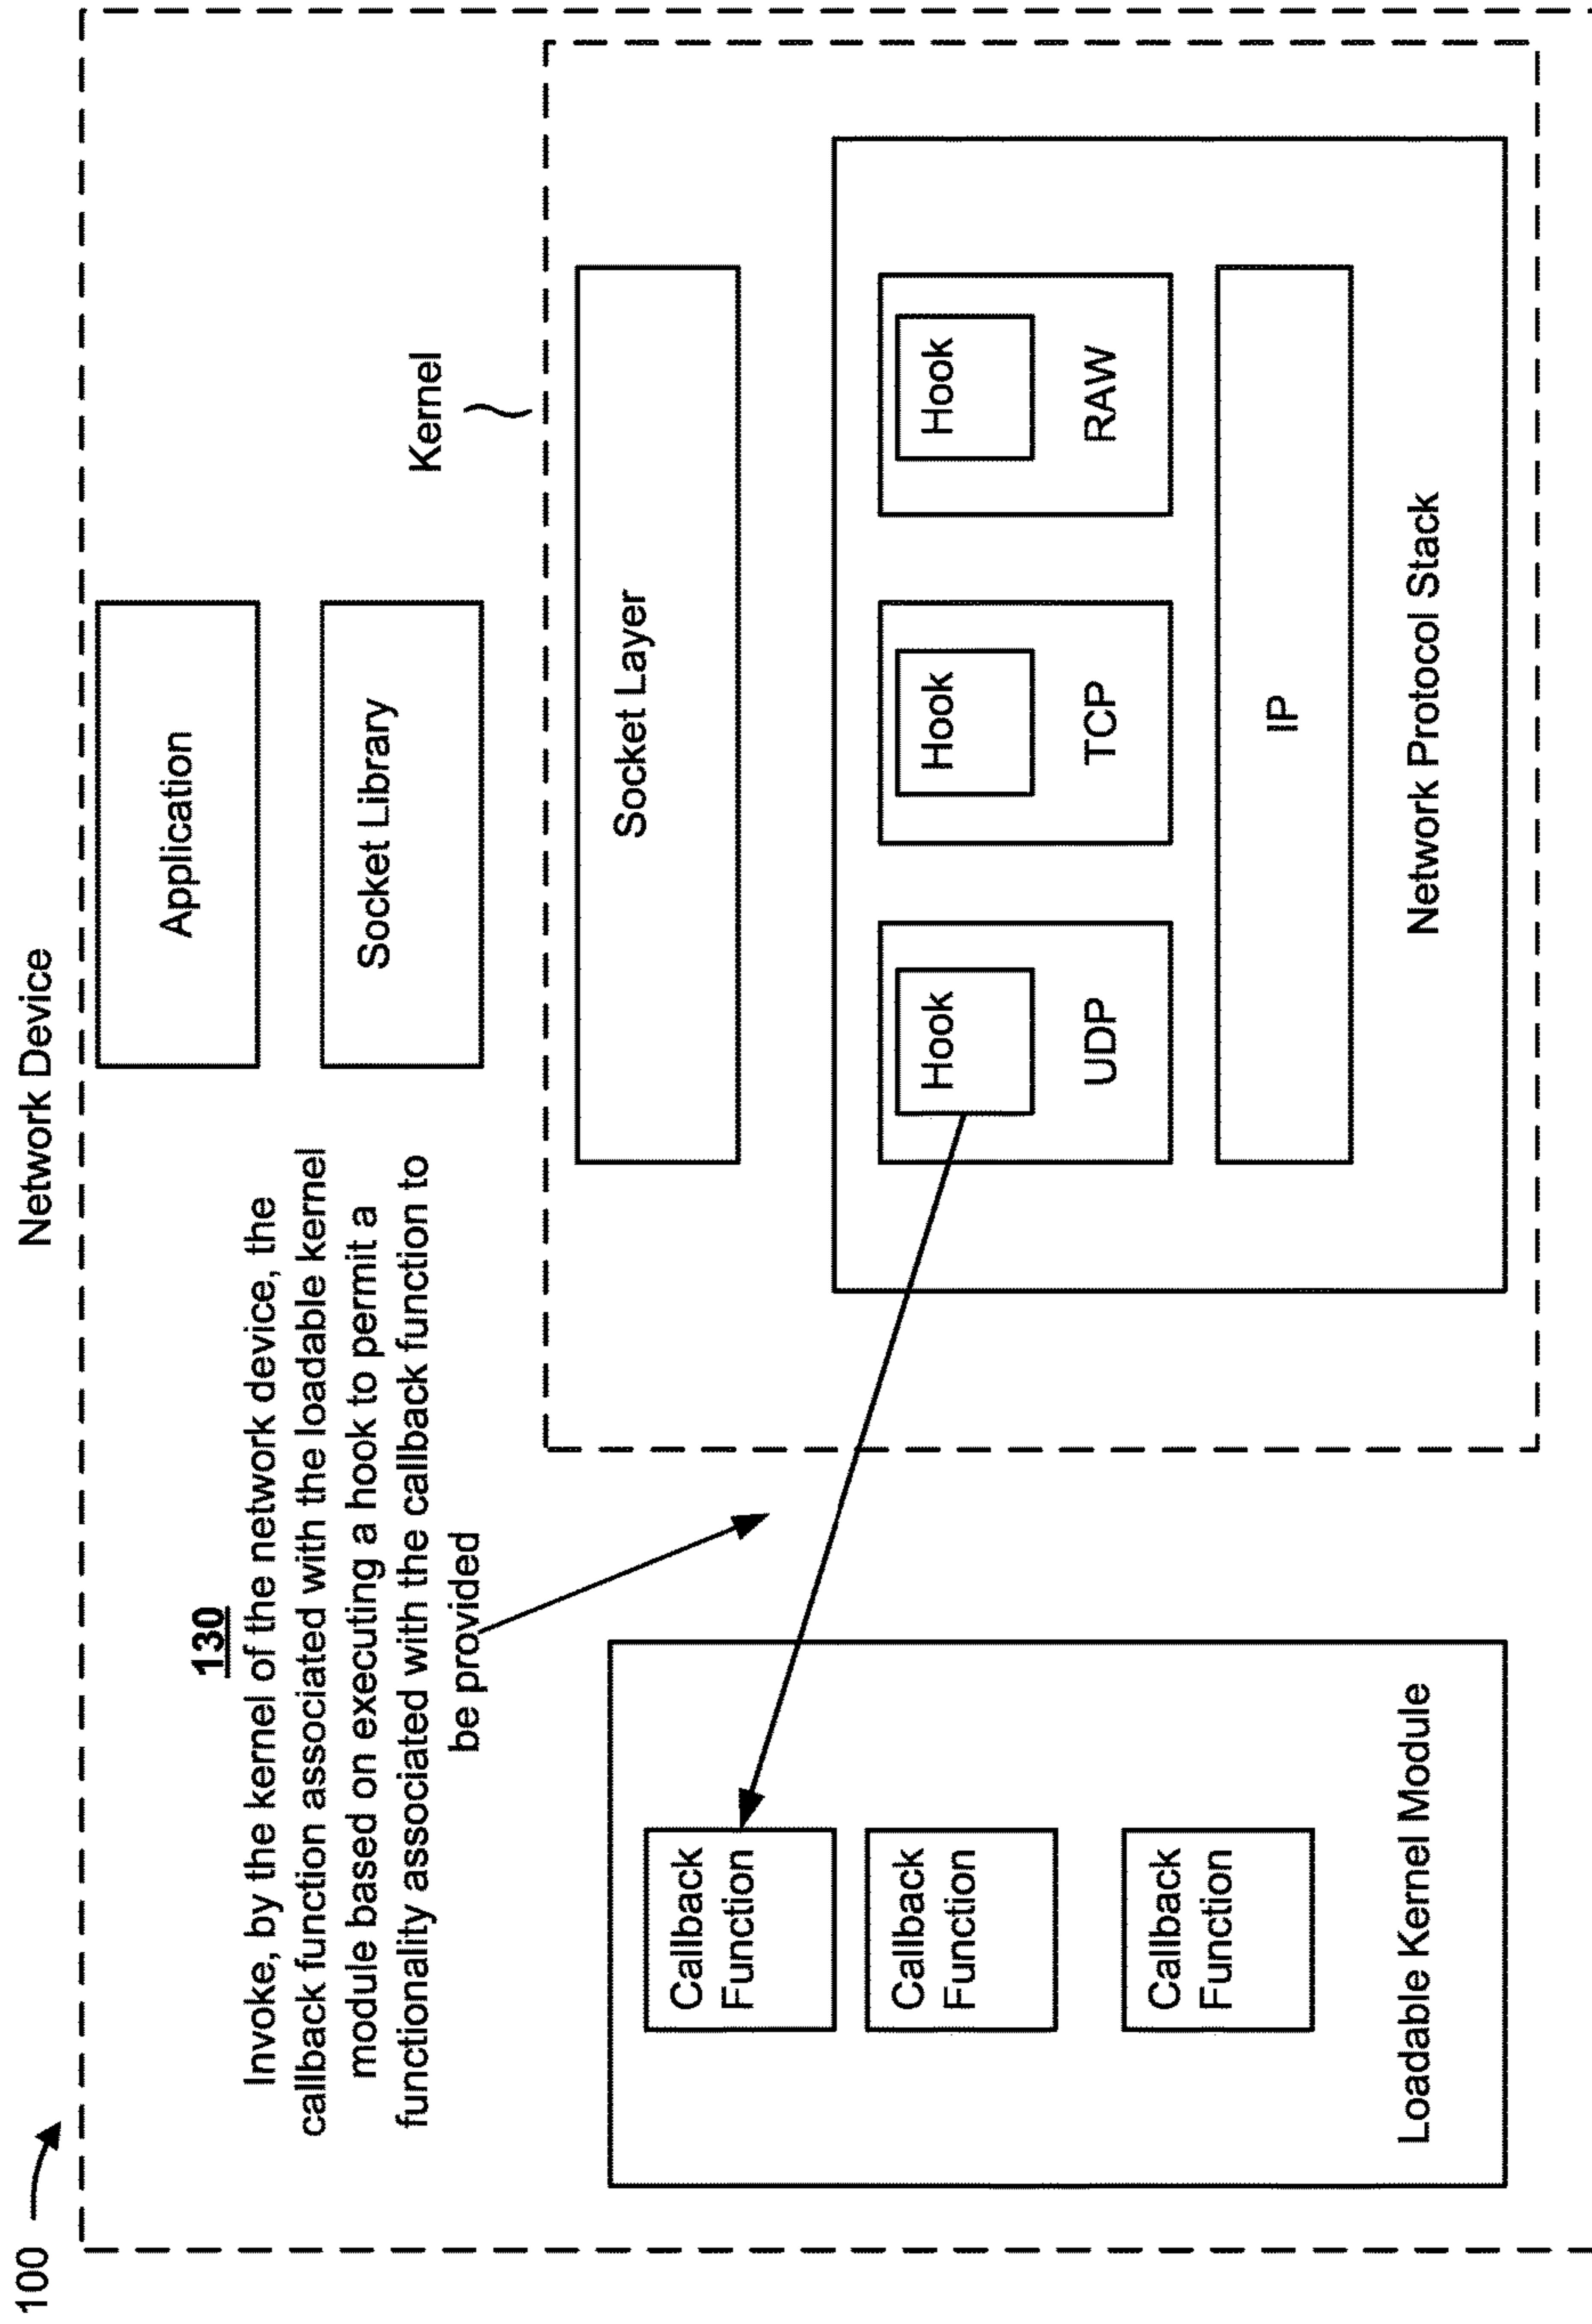 100
Network Device
130
Invoke, by the kernel of the network device, the
callback function associated with the loadable kernel
module based on executing a hook to permit a
functionality associated with the callback function to
be provided
Application
Socket Library
Kernel
Socket Layer
Callback
Function
Callback
Function
Callback
Function
Loadable Kernel Module
Hook
UDP
Hook
TCP
Hook
RAW
IP
Network Protocol Stack